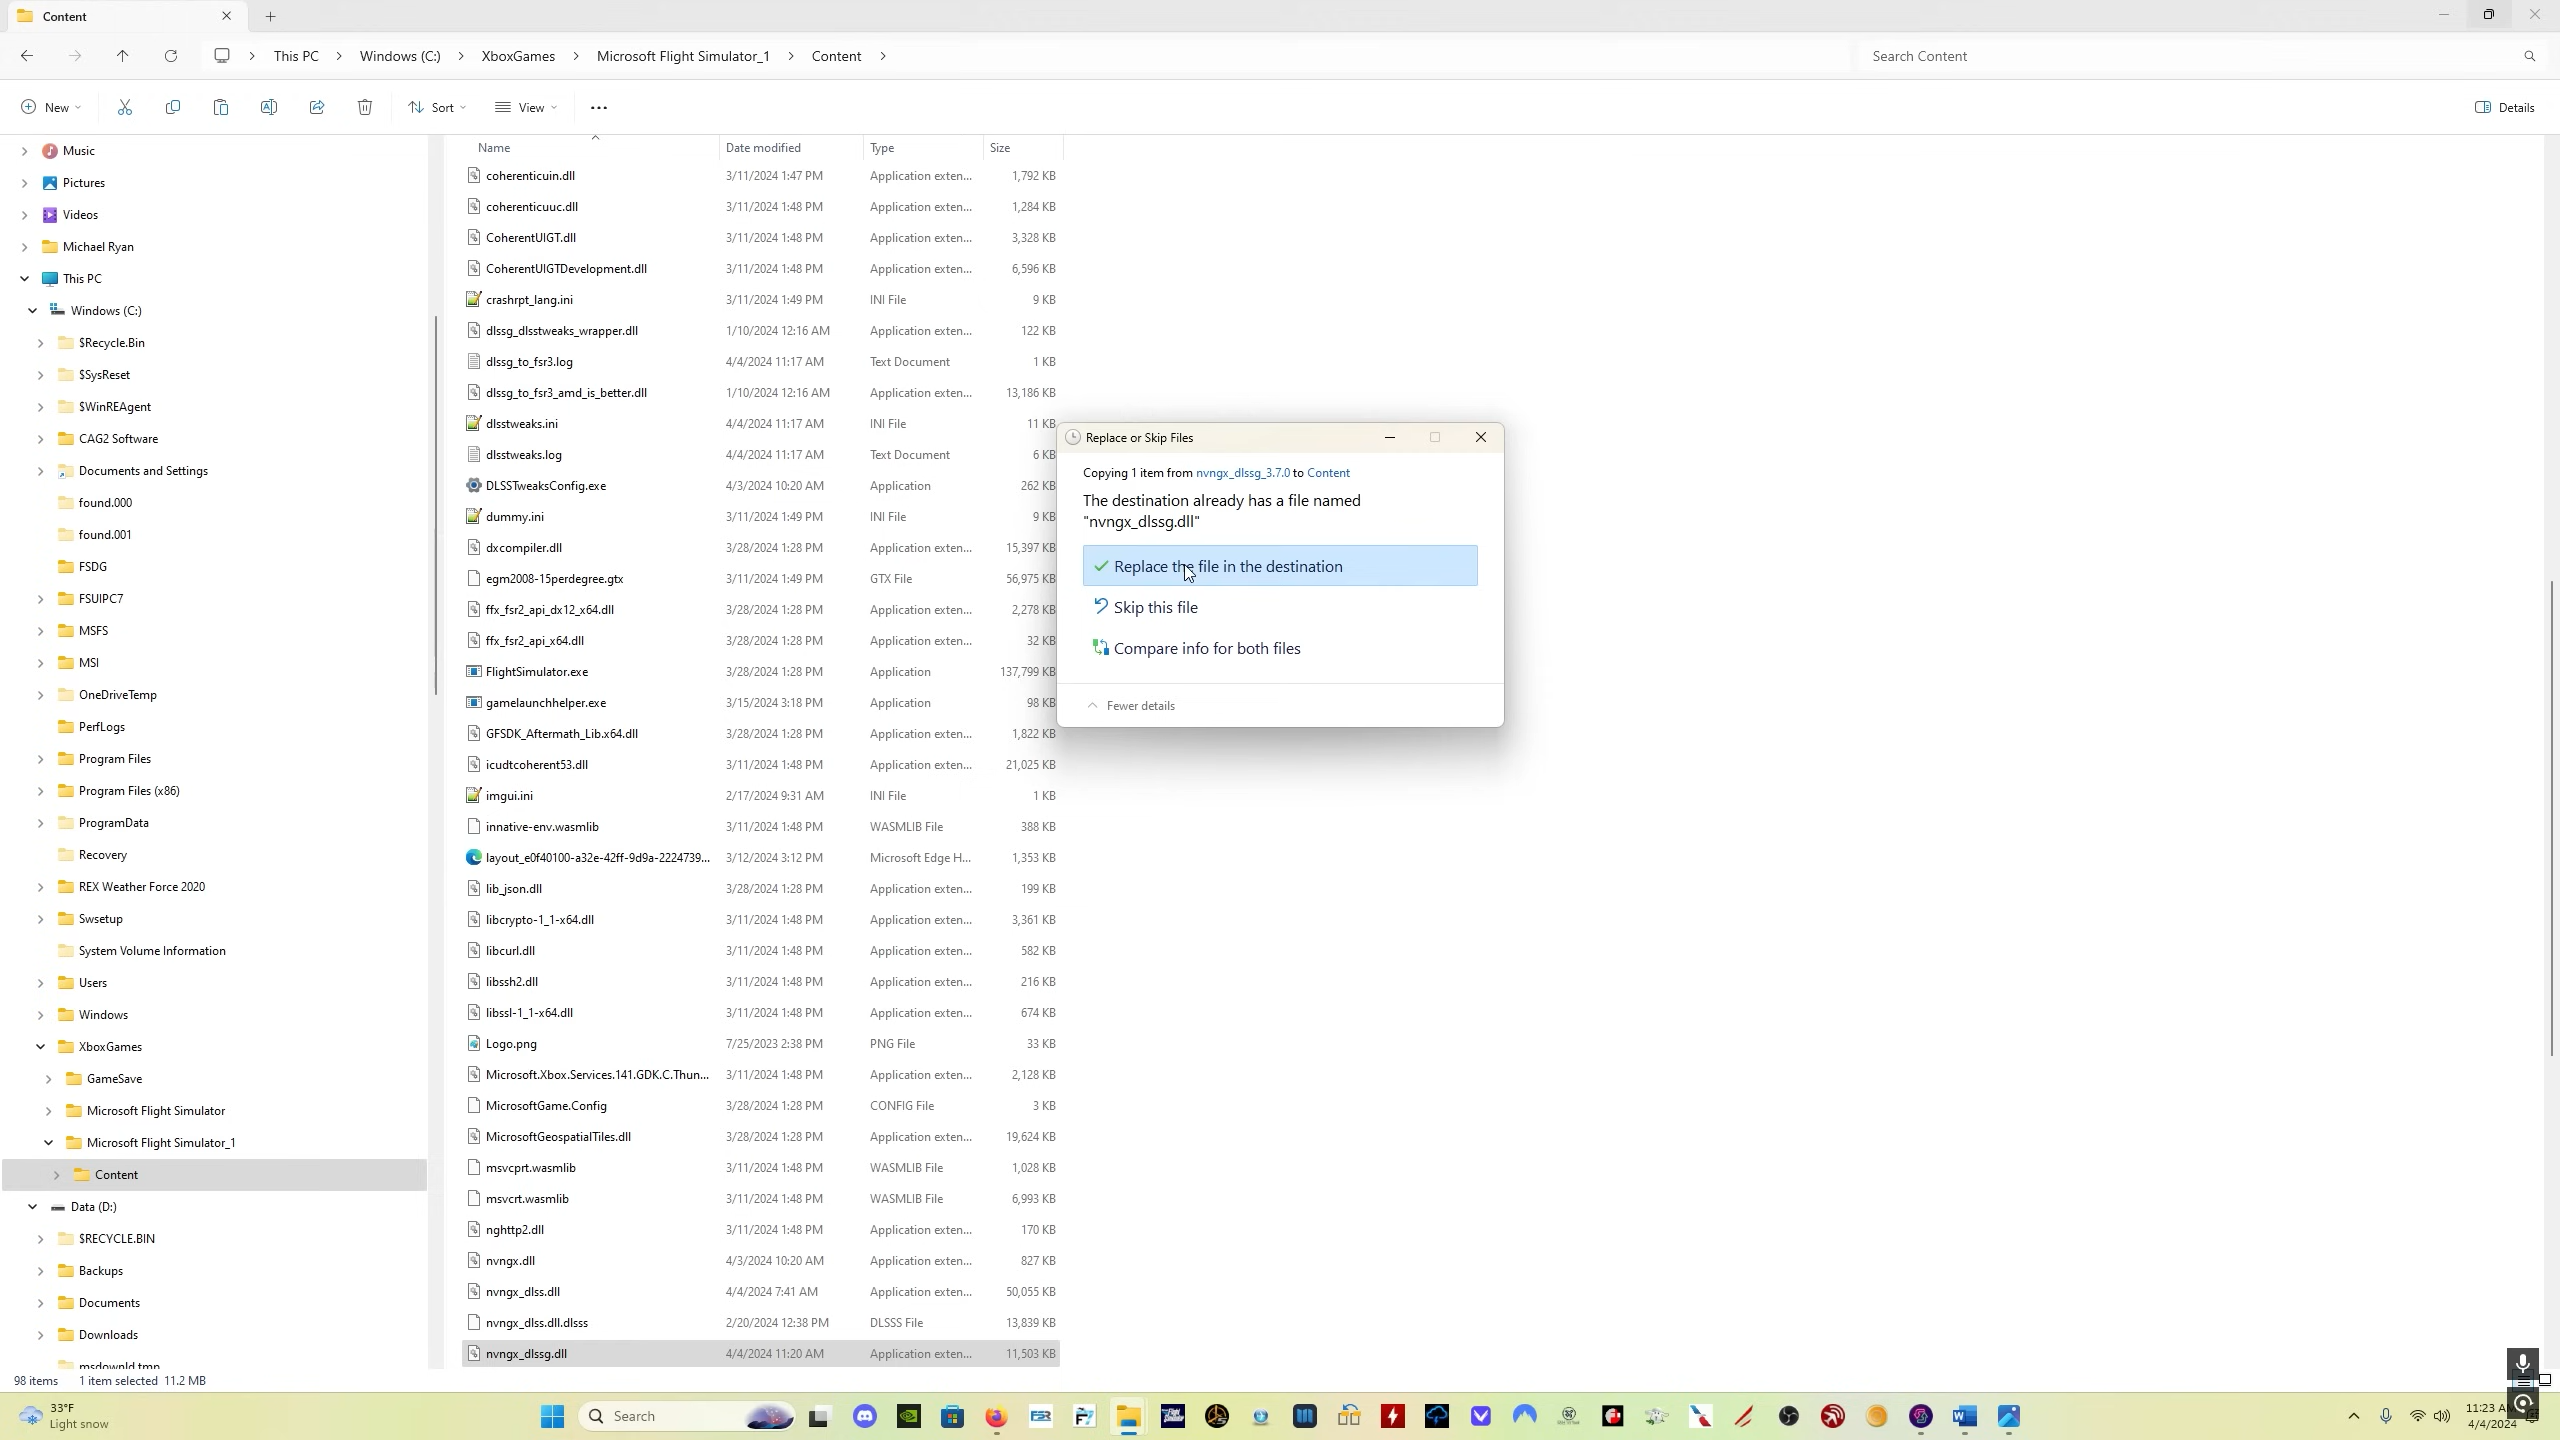 Content
This PC
Windows (C:)
XboxGames
Microsoft Flight Simulator_1
Content
Search Content
New
Sort
View
Details
Music
Pictures
Videos
Michael Ryan
This PC
Windows (C:)
$Recycle.Bin
$SysReset
$WinREAgent
CAG2 Software
Documents and Settings
found.000
found.001
FSDG
FSUIPC7
MSFS
MSI
OneDriveTemp
PerfLogs
Program Files
Program Files (x86)
ProgramData
Recovery
REX Weather Force 2020
Swsetup
System Volume Information
Users
Windows
XboxGames
GameSave
Microsoft Flight Simulator
Microsoft Flight Simulator_1
Content
Data (D:)
$RECYCLE.BIN
Backups
Documents
Downloads
msdownld.tmp
Name Date modified Type Size
coherenticuin.dll 3/11/2024 1:47 PM Application exten... 1,792 KB
coherenticuuc.dll 3/11/2024 1:48 PM Application exten... 1,284 KB
CoherentUIGT.dll 3/11/2024 1:48 PM Application exten... 3,328 KB
CoherentUIGTDevelopment.dll 3/11/2024 1:48 PM Application exten... 6,596 KB
crashrpt_lang.ini 3/11/2024 1:49 PM INI File 9 KB
dlssg_dlsstweaks_wrapper.dll 1/10/2024 12:16 AM Application exten... 122 KB
dlssg_to_fsr3.log 4/4/2024 11:17 AM Text Document 1 KB
dlssg_to_fsr3_amd_is_better.dll 1/10/2024 12:16 AM Application exten... 13,186 KB
dlsstweaks.ini 4/4/2024 11:17 AM INI File 11 KB
dlsstweaks.log 4/4/2024 11:17 AM Text Document 6 KB
DLSSTweaksConfig.exe 4/3/2024 10:20 AM Application 262 KB
dummy.ini 3/11/2024 1:49 PM INI File 9 KB
dxcompiler.dll 3/28/2024 1:28 PM Application exten... 15,397 KB
egm2008-15perdegree.gtx 3/11/2024 1:49 PM GTX File 56,975 KB
ffx_fsr2_api_dx12_x64.dll 3/28/2024 1:28 PM Application exten... 2,278 KB
ffx_fsr2_api_x64.dll 3/28/2024 1:28 PM Application exten... 32 KB
FlightSimulator.exe 3/28/2024 1:28 PM Application 137,799 KB
gamelaunchhelper.exe 3/15/2024 3:18 PM Application 98 KB
GFSDK_Aftermath_Lib.x64.dll 3/28/2024 1:28 PM Application exten... 1,822 KB
icudtcoherent53.dll 3/11/2024 1:48 PM Application exten... 21,025 KB
imgui.ini 2/17/2024 9:31 AM INI File 1 KB
innative-env.wasmlib 3/11/2024 1:48 PM WASMLIB File 388 KB
layout_e0f40100-a32e-42ff-9d9a-2224739... 3/12/2024 3:12 PM Microsoft Edge H... 1,353 KB
lib_json.dll 3/28/2024 1:28 PM Application exten... 199 KB
libcrypto-1_1-x64.dll 3/11/2024 1:48 PM Application exten... 3,361 KB
libcurl.dll 3/11/2024 1:48 PM Application exten... 582 KB
libssh2.dll 3/11/2024 1:48 PM Application exten... 216 KB
libssl-1_1-x64.dll 3/11/2024 1:48 PM Application exten... 674 KB
Logo.png 7/25/2023 2:38 PM PNG File 33 KB
Microsoft.Xbox.Services.141.GDK.C.Thun... 3/11/2024 1:48 PM Application exten... 2,128 KB
MicrosoftGame.Config 3/28/2024 1:28 PM CONFIG File 3 KB
MicrosoftGeospatialTiles.dll 3/28/2024 1:28 PM Application exten... 19,624 KB
msvcprt.wasmlib 3/11/2024 1:48 PM WASMLIB File 1,028 KB
msvcrt.wasmlib 3/11/2024 1:48 PM WASMLIB File 6,993 KB
nghttp2.dll 3/11/2024 1:48 PM Application exten... 170 KB
nvngx.dll 4/3/2024 10:20 AM Application exten... 827 KB
nvngx_dlss.dll 4/4/2024 7:41 AM Application exten... 50,055 KB
nvngx_dlss.dll.dlsss 2/20/2024 12:38 PM DLSSS File 13,839 KB
nvngx_dlssg.dll 4/4/2024 11:20 AM Application exten... 11,503 KB
Replace or Skip Files
Copying 1 item from nvngx_dlssg_3.7.0 to Content
The destination already has a file named
"nvngx_dlssg.dll"
Replace the file in the destination
Skip this file
Compare info for both files
Fewer details
98 items 1 item selected 11.2 MB
33°F
Light snow
Search
11:23 AM
4/4/2024